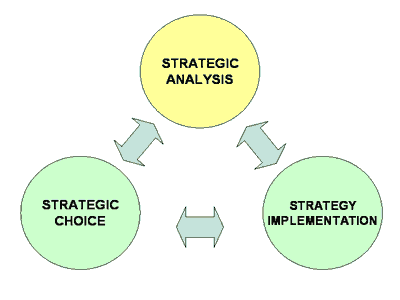 STRATEGIC
ANALYSIS
STRATEGIC
CHOICE
STRATEGY
IMPLEMENTATION